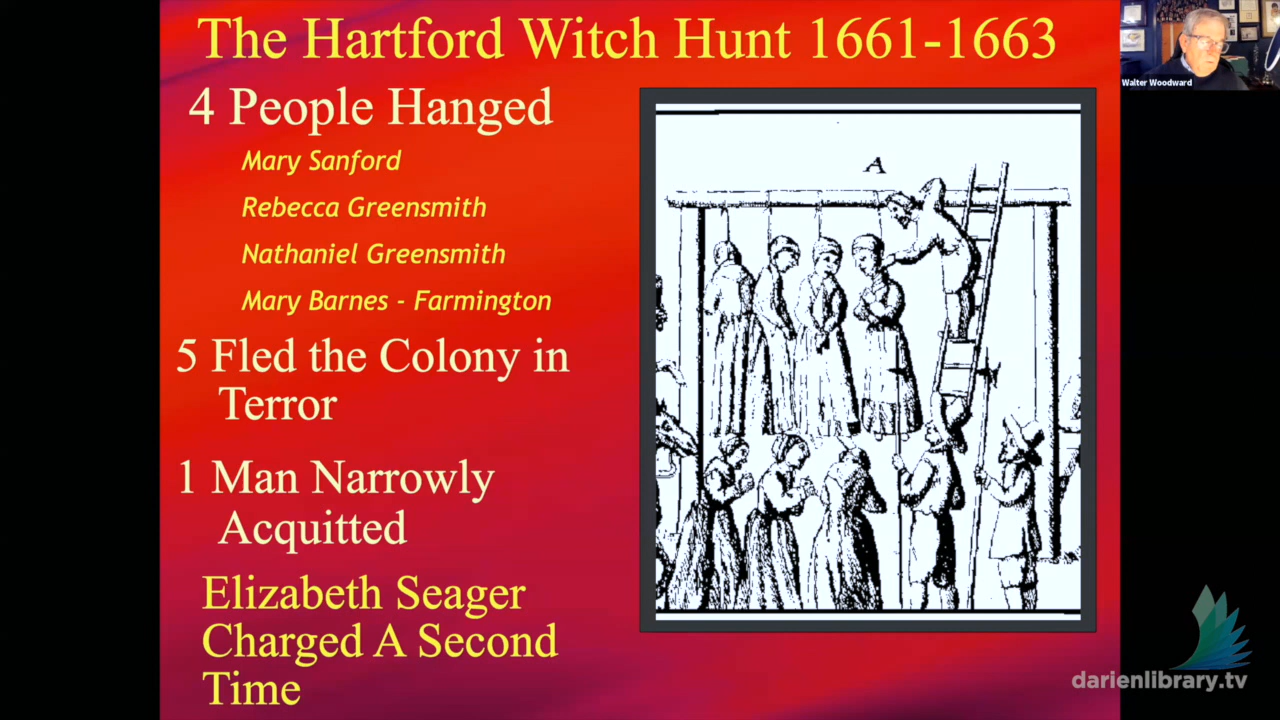 The Hartford Witch Hunt 1661-1663
4 People Hanged
Mary Sanford
Rebecca Greensmith
Nathaniel Greensmith
Mary Barnes - Farmington
5 Fled the Colony in
Terror
1 Man Narrowly
Acquitted
Elizabeth Seager
Charged A Second
Time
A
Walter Woodward
darienlibrary.tv